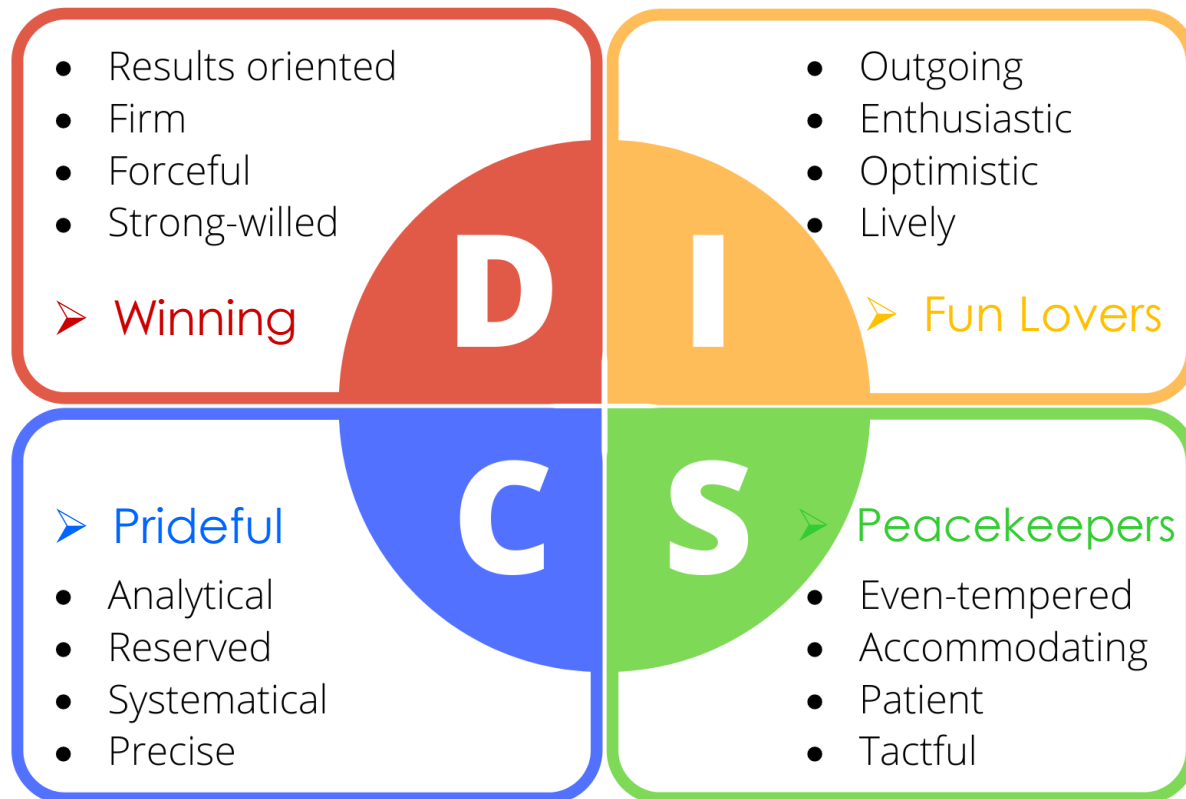 • Results oriented
• Firm
• Forceful
• Strong-willed
➢ Winning
D
• Outgoing
• Enthusiastic
• Optimistic
• Lively
➢ Fun Lovers
I
C
➢ Prideful
• Analytical
• Reserved
• Systematical
• Precise
S
➢ Peacekeepers
• Even-tempered
• Accommodating
• Patient
• Tactful